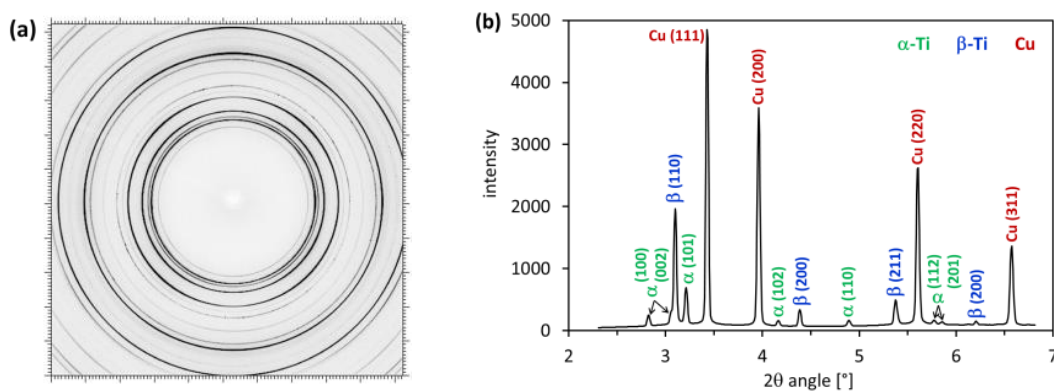 (a)
(b)
5000
4000
3000
2000
1000
0
intensity
2
3
4
5
6
7
2θ angle [°]
α-Ti β-Ti Cu
(100)
α (002)
β (110)
α (101)
Cu (111)
Cu (200)
α (102)
β (200)
α (110)
β (211)
Cu (220)
α (112)
(201)
β (200)
Cu (311)